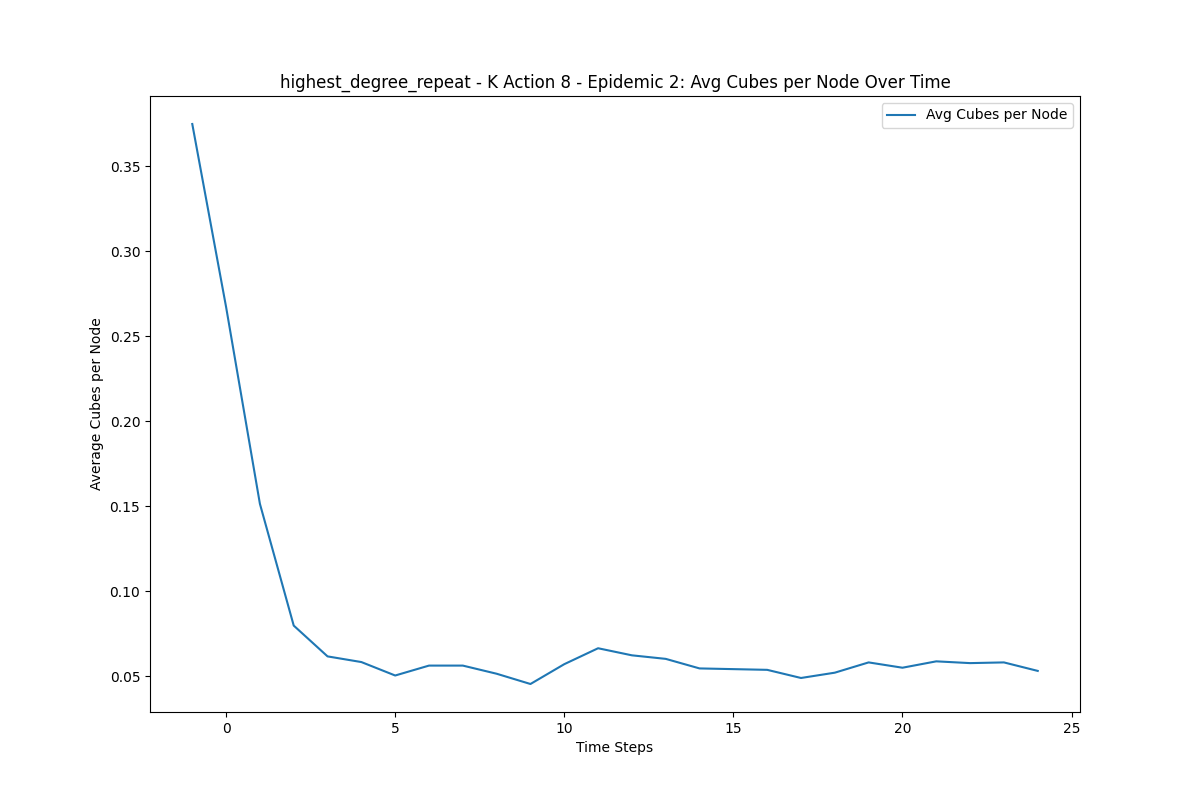 highest_degree_repeat - K Action 8 - Epidemic 2: Avg Cubes per Node Over Time
Avg Cubes per Node
0.35
0.30
0.25
0.20
0.15
0.10
0.05
Average Cubes per Node
0 5 10 15 20 25
Time Steps